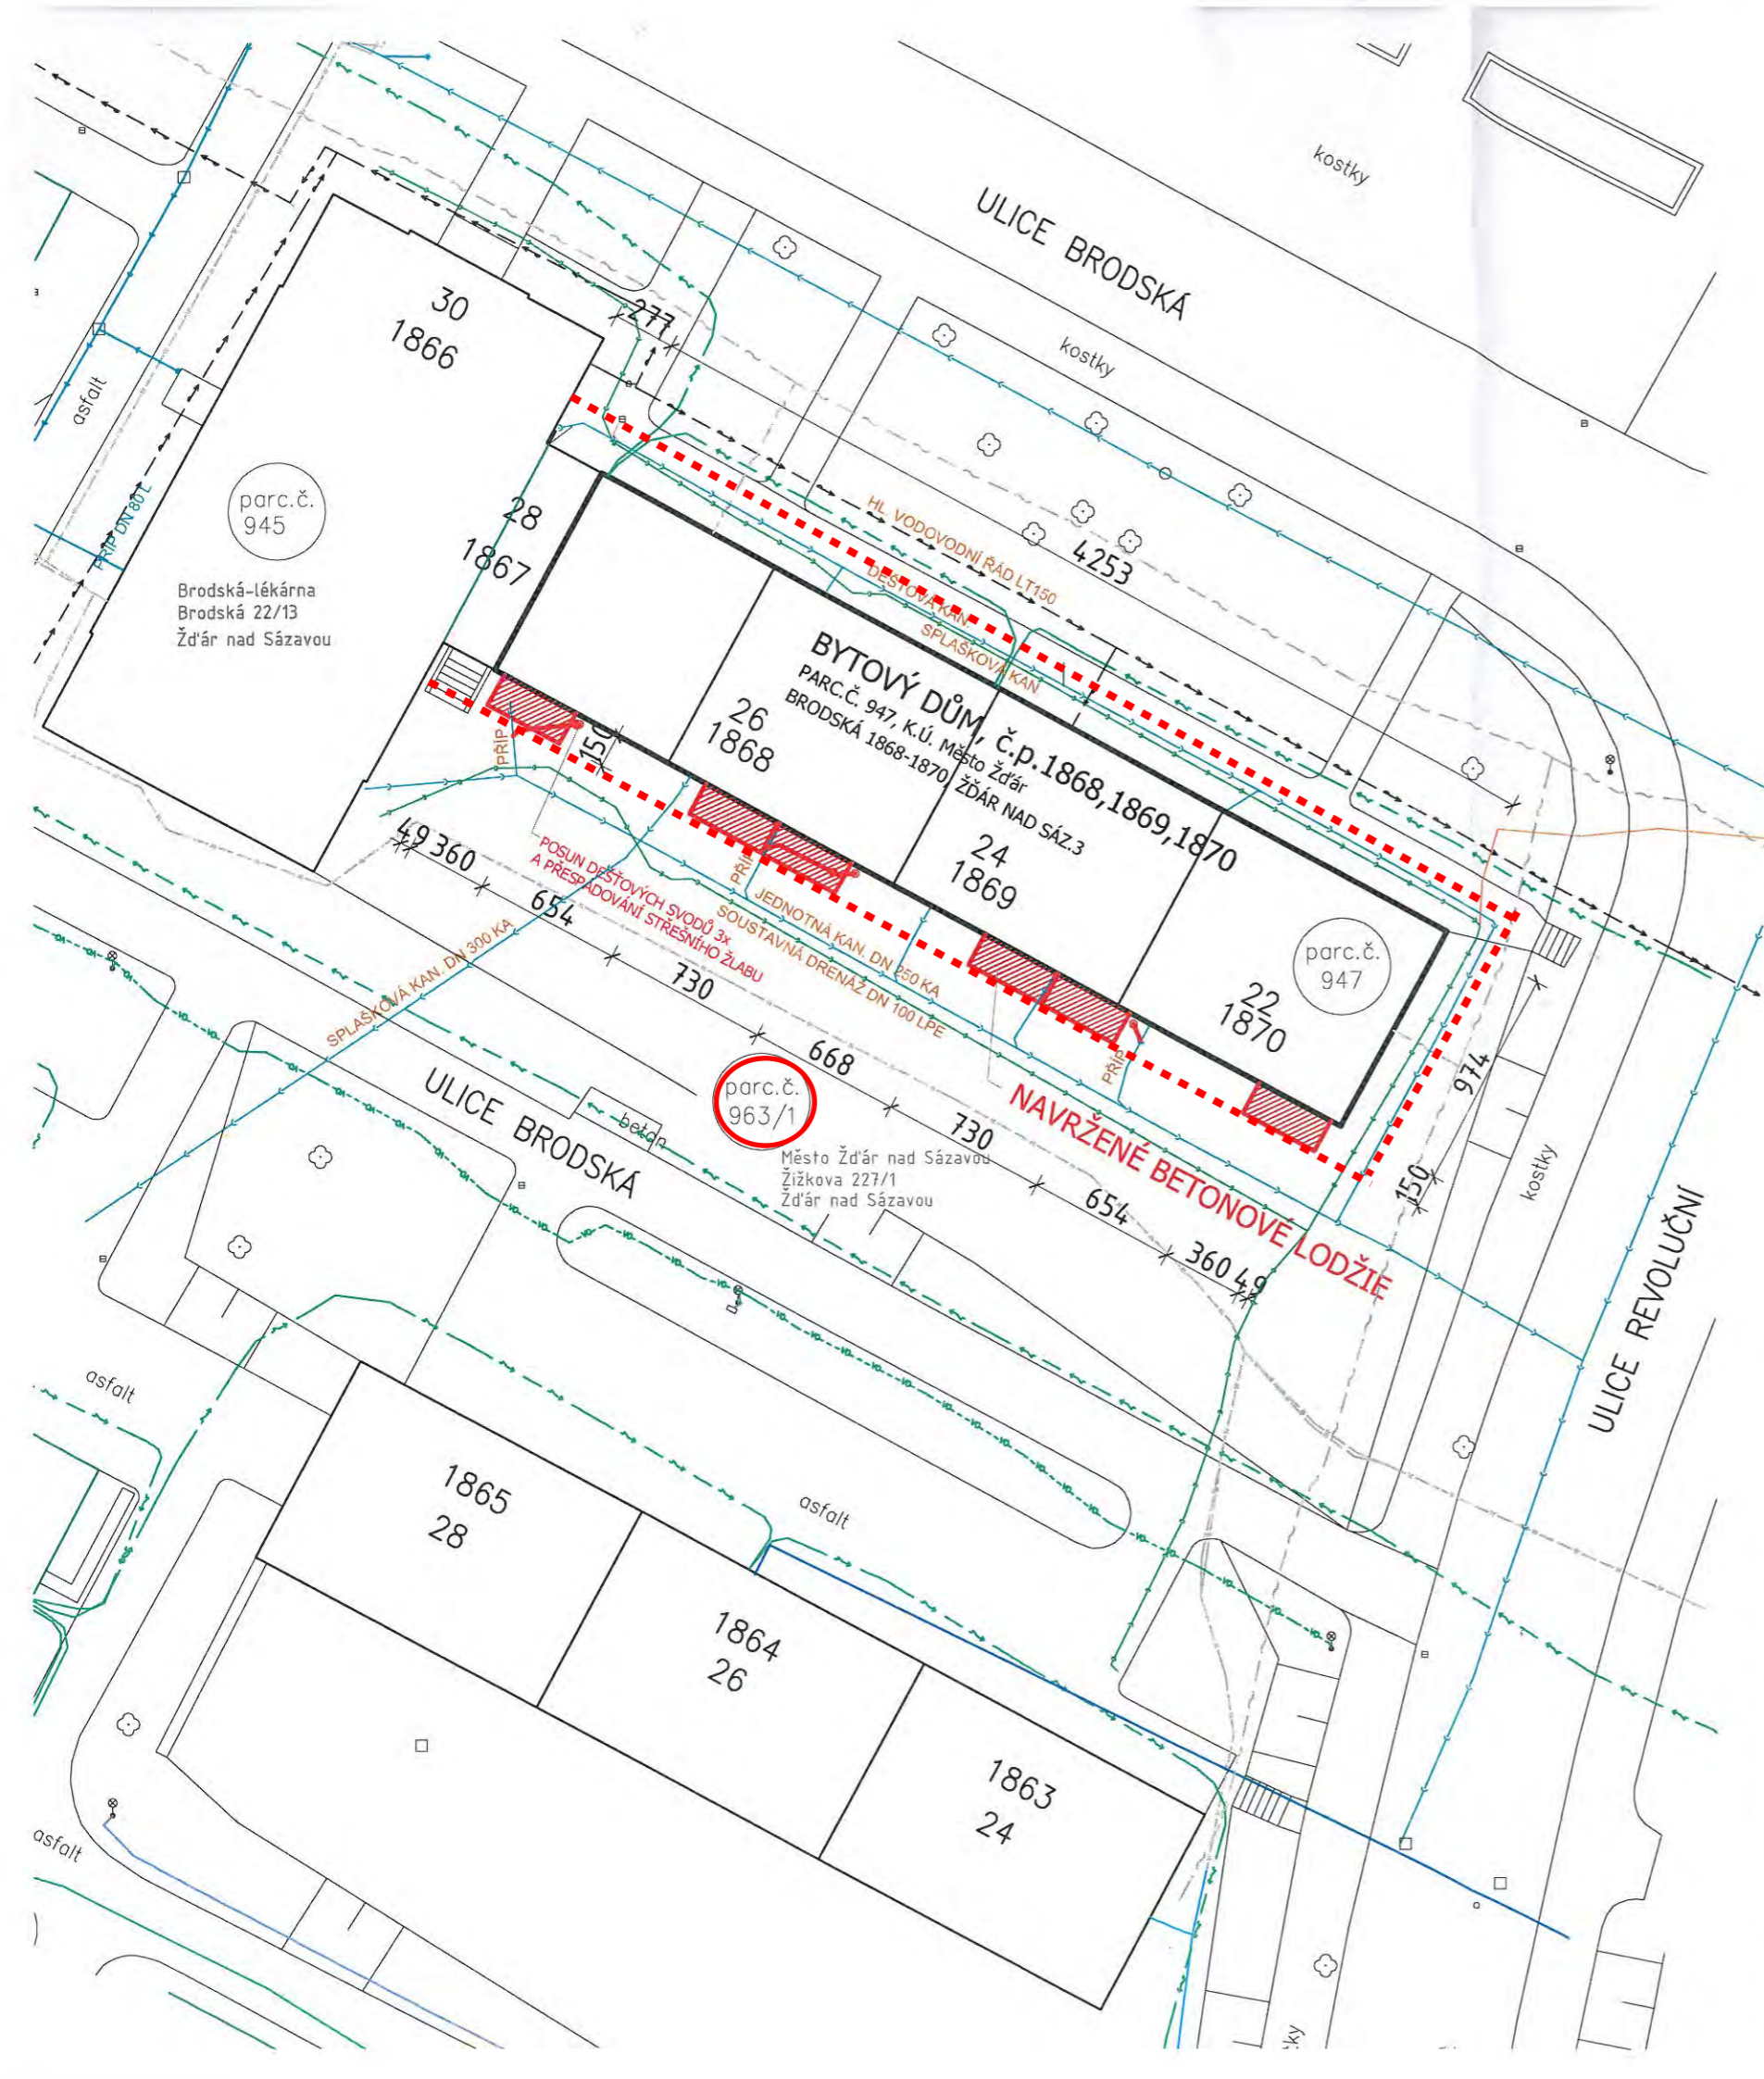 ULICE BRODSKÁ
kostky
kostky
30
1866
277
asfalt
PŘÍP DN 80 L
parc.č.
945
Brodská-lékárna
Brodská 22/13
Žďár nad Sázavou
28
1867
HL. VODOVODNÍ ŘÁD LT150
DEŠŤOVÁ KAN.
SPLAŠKOVÁ KAN.
4253
BYTOVÝ DŮM, č.p.1868,1869,1870
PARC.Č. 947, K.Ú. Město Žďár
BRODSKÁ 1868-1870, ŽĎÁR NAD SÁZ.3
26
1868
24
1869
22
1870
parc.č.
947
PŘÍP
150
PŘÍP
PŘÍP
POSUN DEŠŤOVÝCH SVODŮ 3x
A PŘESPÁDOVÁNÍ STŘEŠNÍHO ŽLABU
JEDNOTNÁ KAN. DN 250 KA
SOUSTAVNÁ DRENÁŽ DN 100 LPE
SPLAŠKOVÁ KAN. DN 300 KA
49 360
654
730
668
730
654
360 49
974
150
NAVRŽENÉ BETONOVÉ LODŽIE
parc.č.
963/1
Město Žďár nad Sázavou
Žižkova 227/1
Žďár nad Sázavou
ULICE BRODSKÁ
beton
kostky
ULICE REVOLUČNÍ
asfalt
1865
28
asfalt
1864
26
1863
24
asfalt